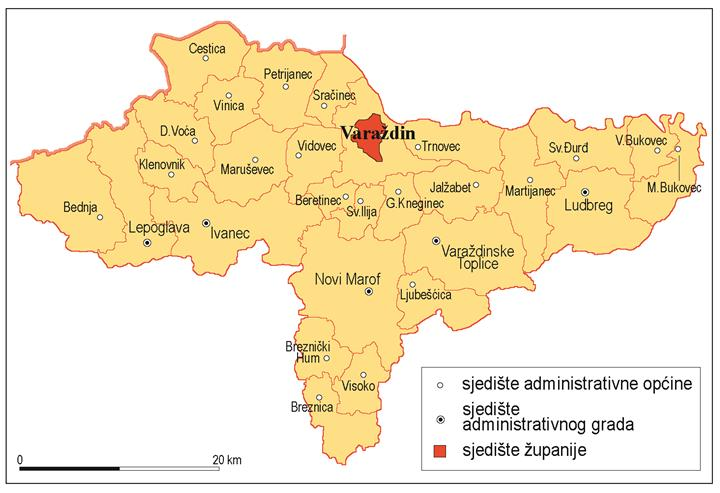 Cestica
Petrijanec
Vinica
Sračinec
Varaždin
D.Voća
Vidovec
Trnovec
Sv.Đurđ
V.Bukovec
Klenovnik
Maruševec
M.Bukovec
Jalžabet
Martijanec
Bednja
Beretinec
Sv.Ilija
G.Kneginec
Ludbreg
Lepoglava
Ivanec
Varaždinske
Toplice
Novi Marof
Ljubešćica
Breznički
Hum
Visoko
Breznica
sjedište administrativne općine
sjedište
administrativnog grada
sjedište županije
0
20 km